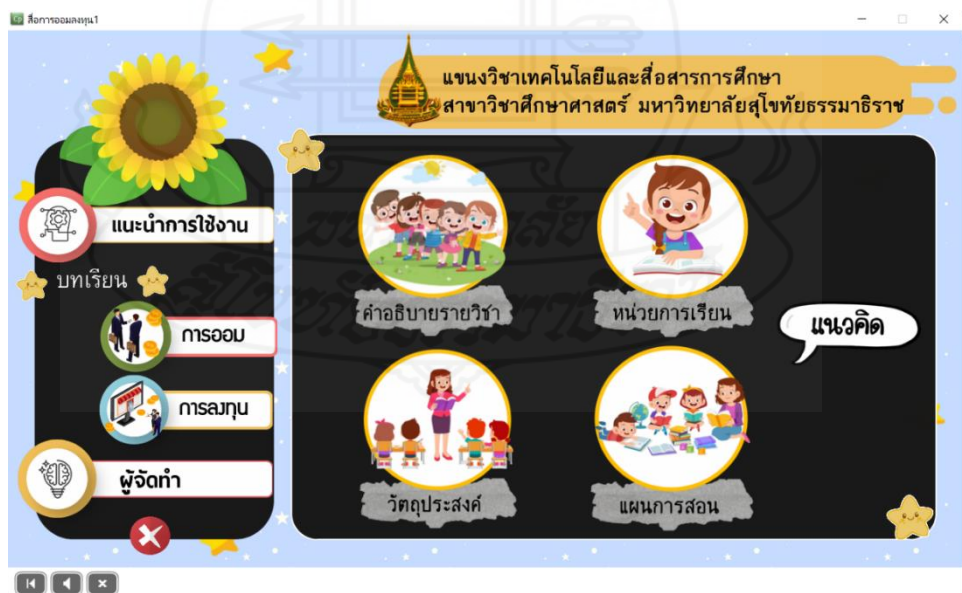 สื่อการออมลงทุน1
แขนงวิชาเทคโนโลยีและสื่อสารการศึกษา
สาขาวิชาศึกษาศาสตร์ มหาวิทยาลัยสุโขทัยธรรมาธิราช
แนะนำการใช้งาน
บทเรียน
การออม
การลงทุน
ผู้จัดทำ
คำอธิบายรายวิชา
หน่วยการเรียน
แนวคิด
วัตถุประสงค์
แผนการสอน